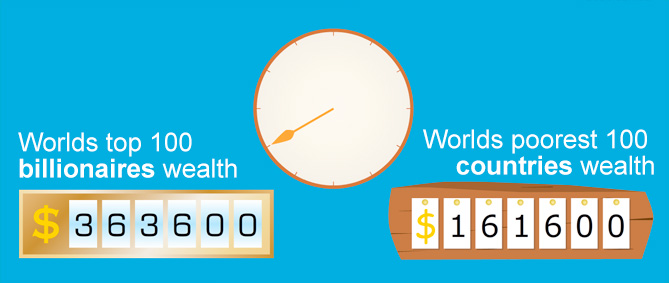 Worlds top 100
billionaires wealth
$ 363600
Worlds poorest 100
countries wealth
$ 161600